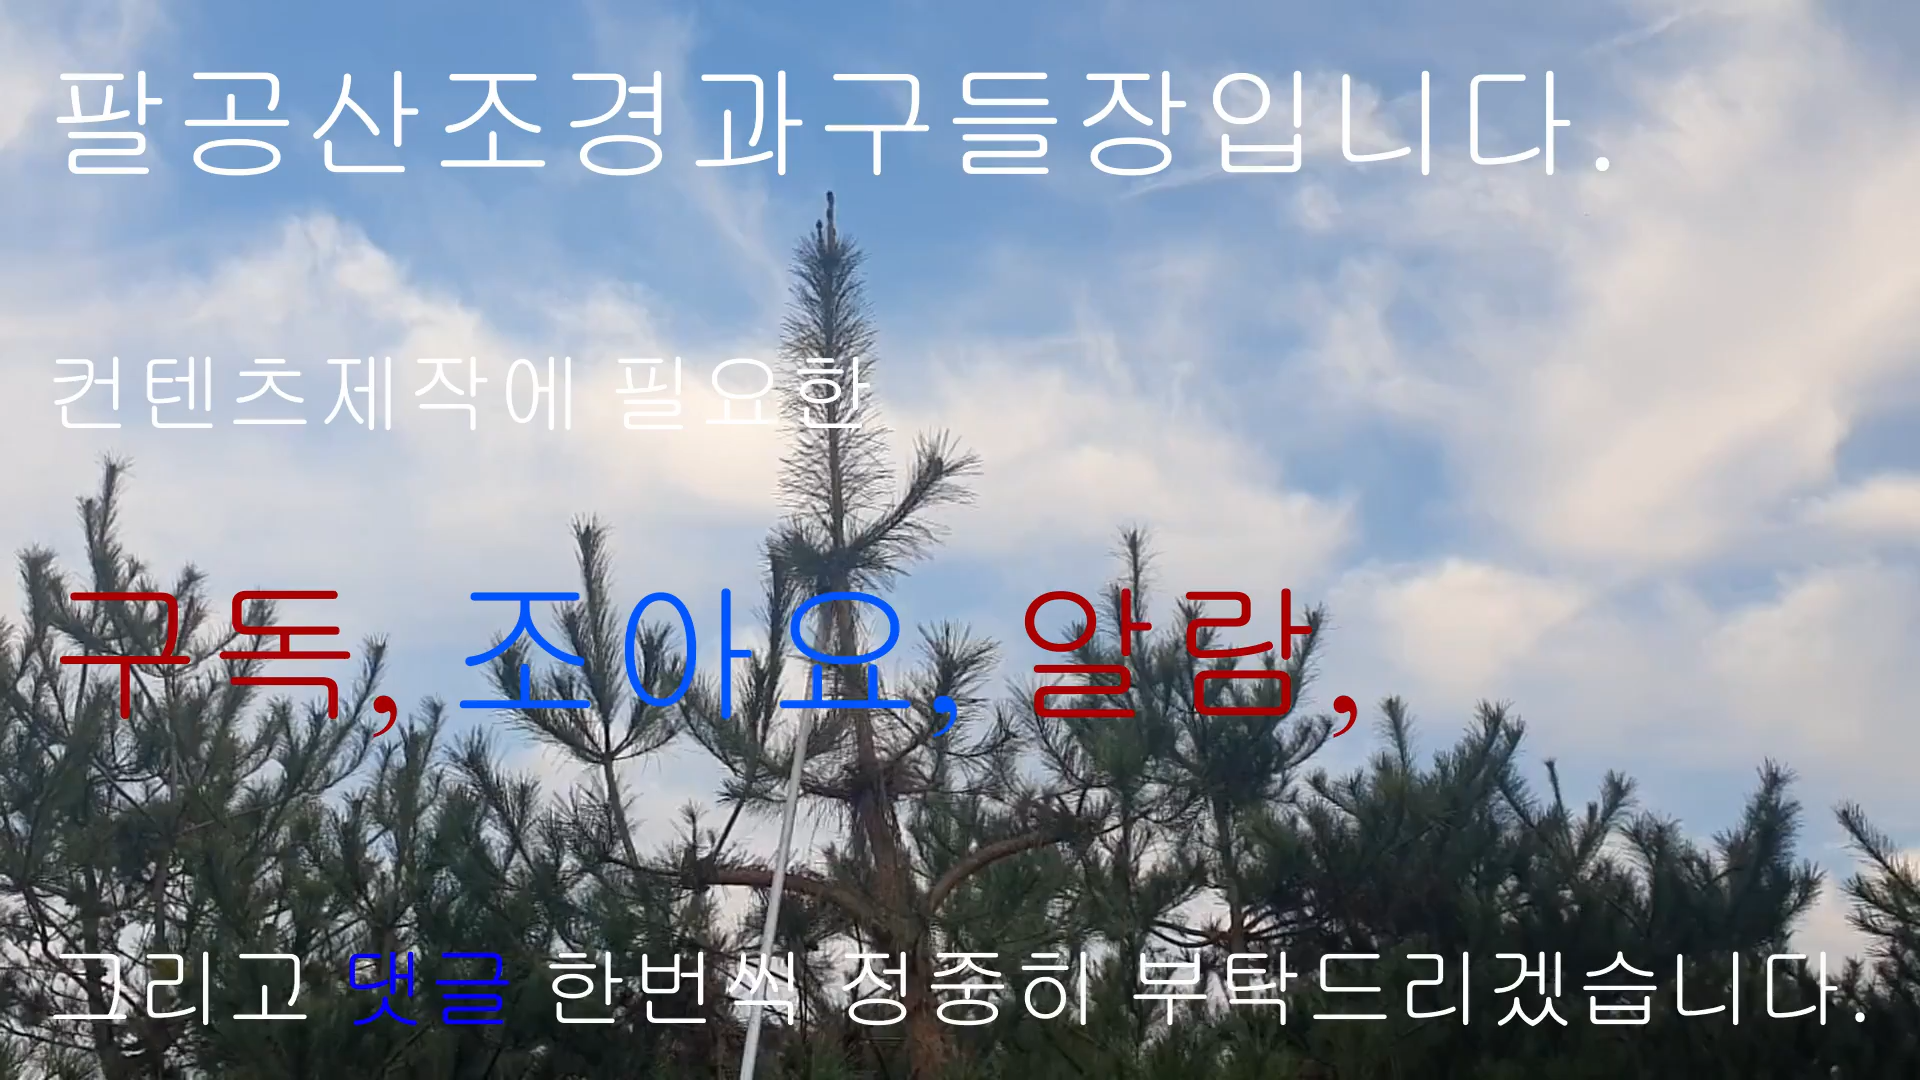 팔공산조경과구들장입니다.
컨텐츠제작에 필요한
구독, 조아요, 알람,
그리고 댓글 한번씩 정중히 부탁드리겠습니다.